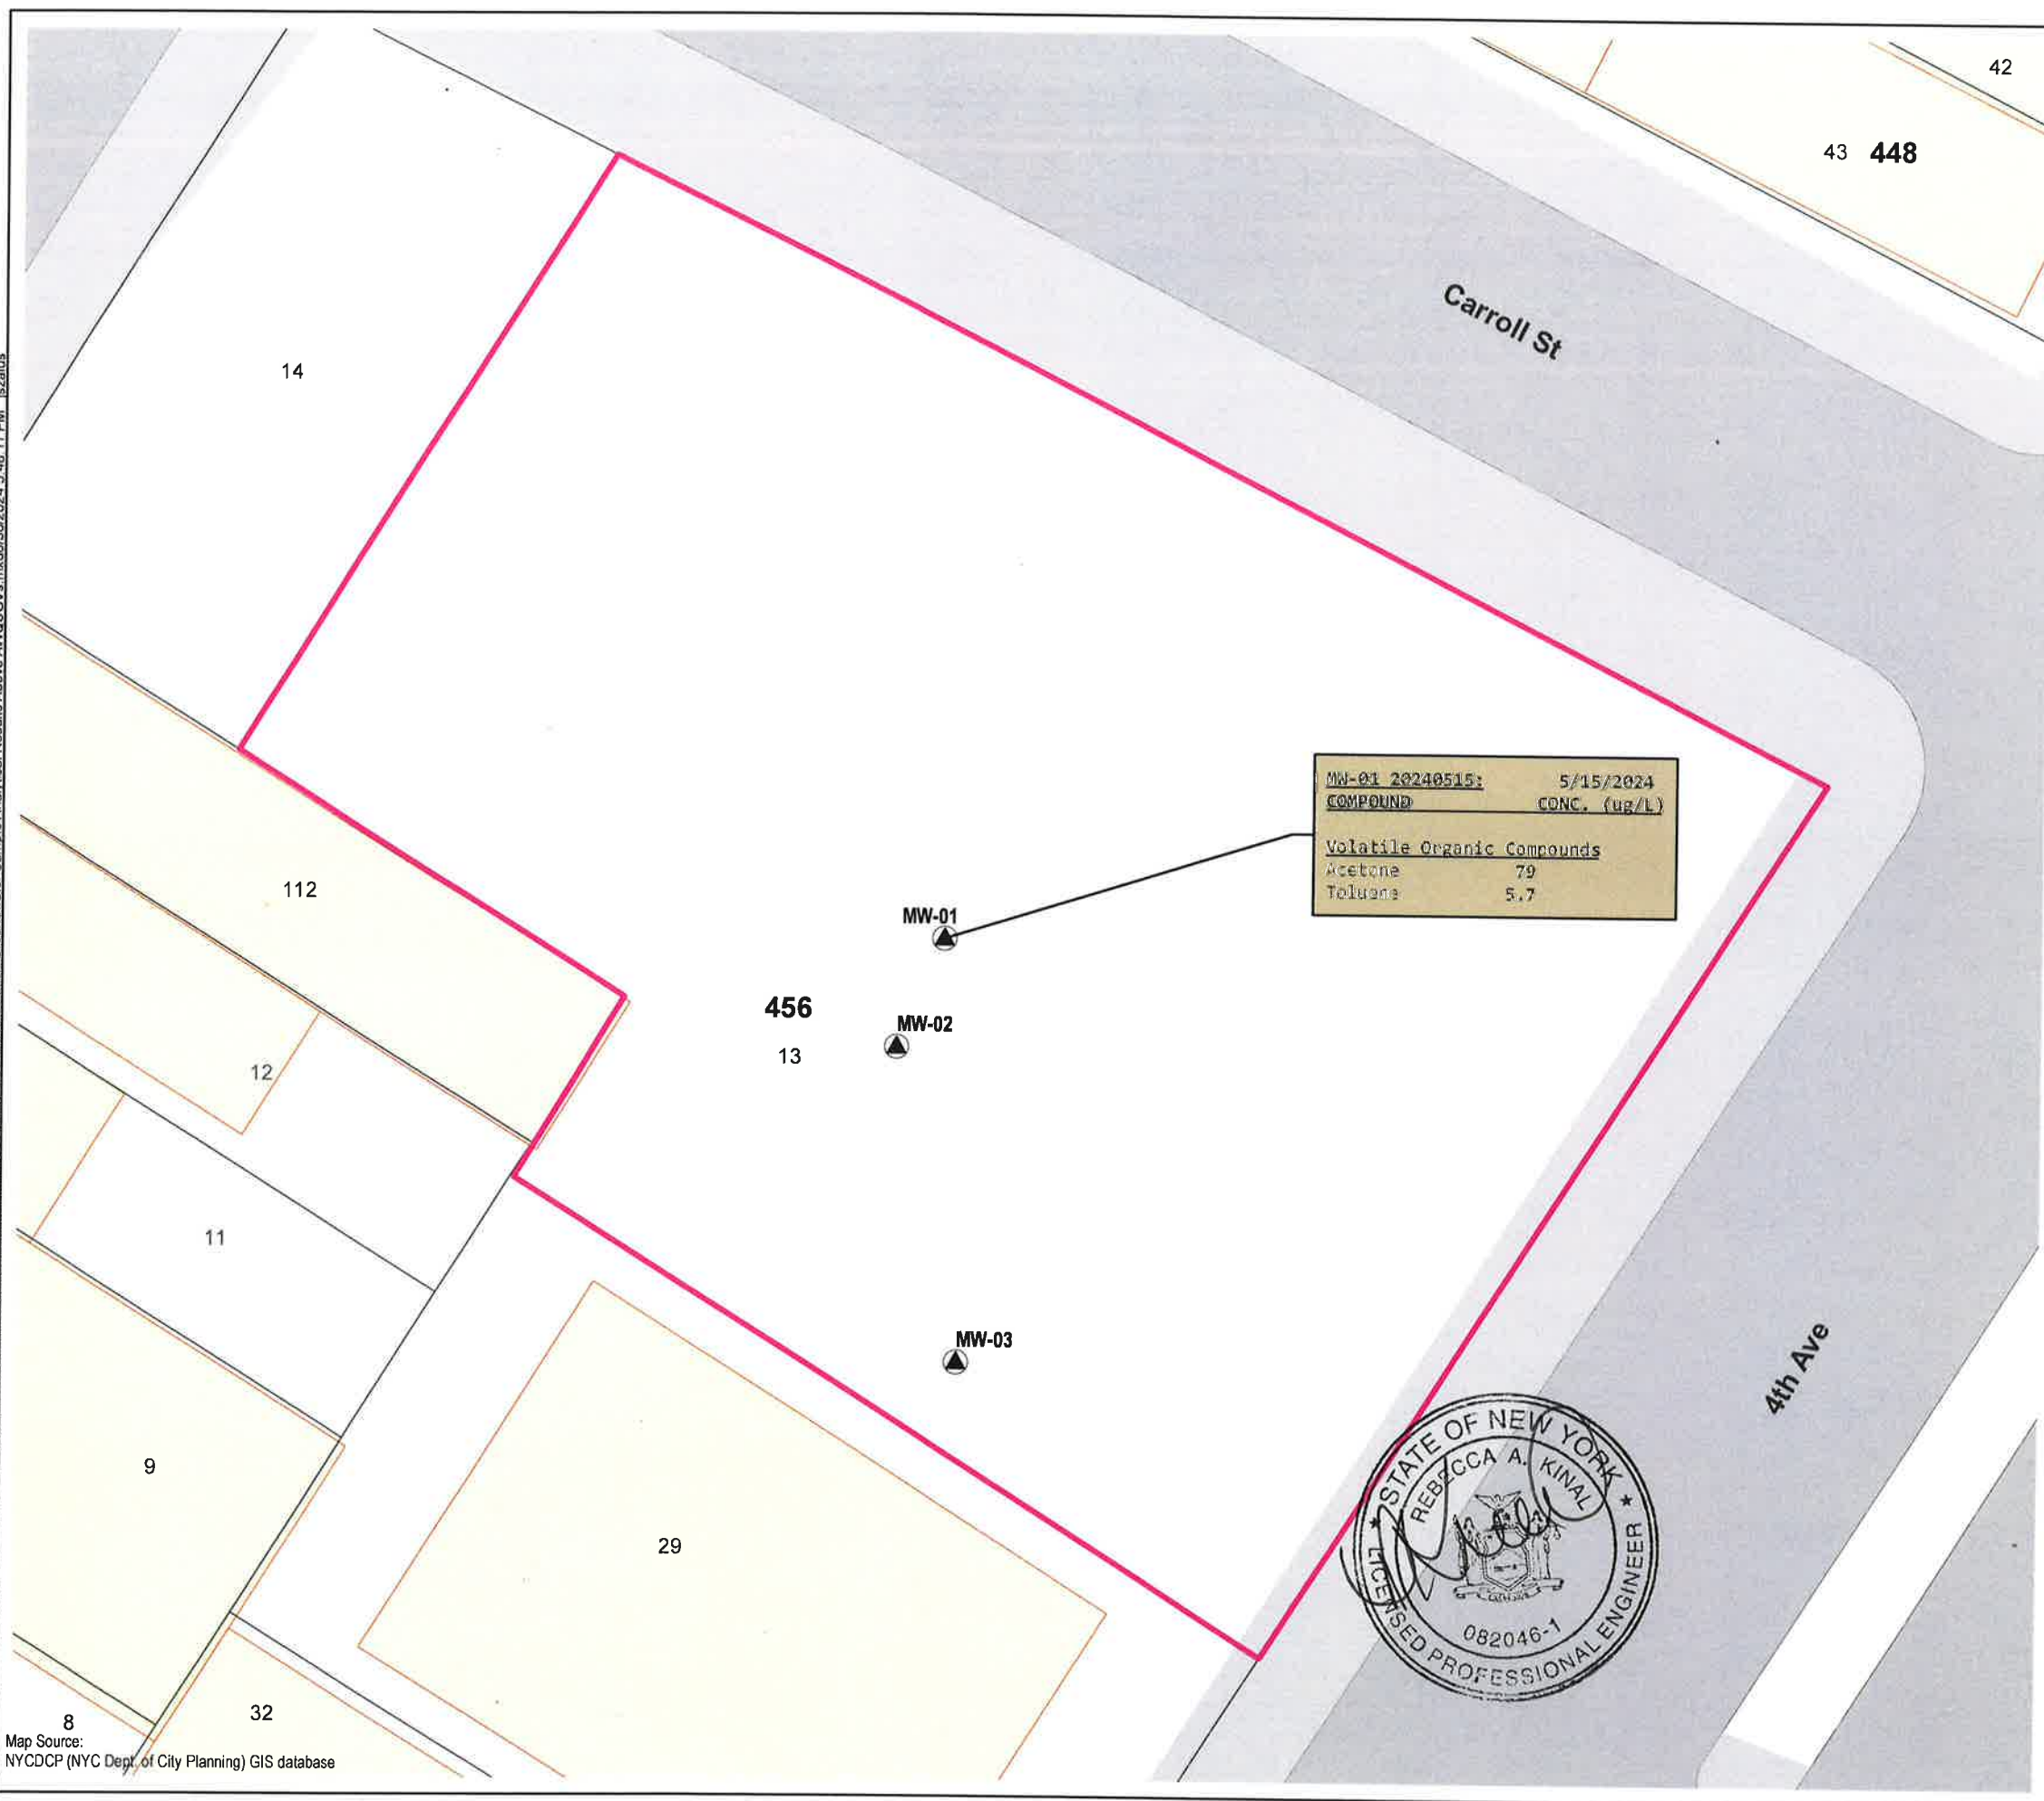 42
43 448
Carroll St
14
MW-01 20240515: 5/15/2024
COMPOUND CONC. (ug/L)
Volatile Organic Compounds
Acetone 79
Toluene 5.7
112
MW-01
456
MW-02
13
12
11
MW-03
4th Ave
STATE OF NEW YORK
REBECCA A. KINAL
082046-1
LICENSED PROFESSIONAL ENGINEER
9
29
32
8
Map Source:
NYCDCP (NYC Dept. of City Planning) GIS database